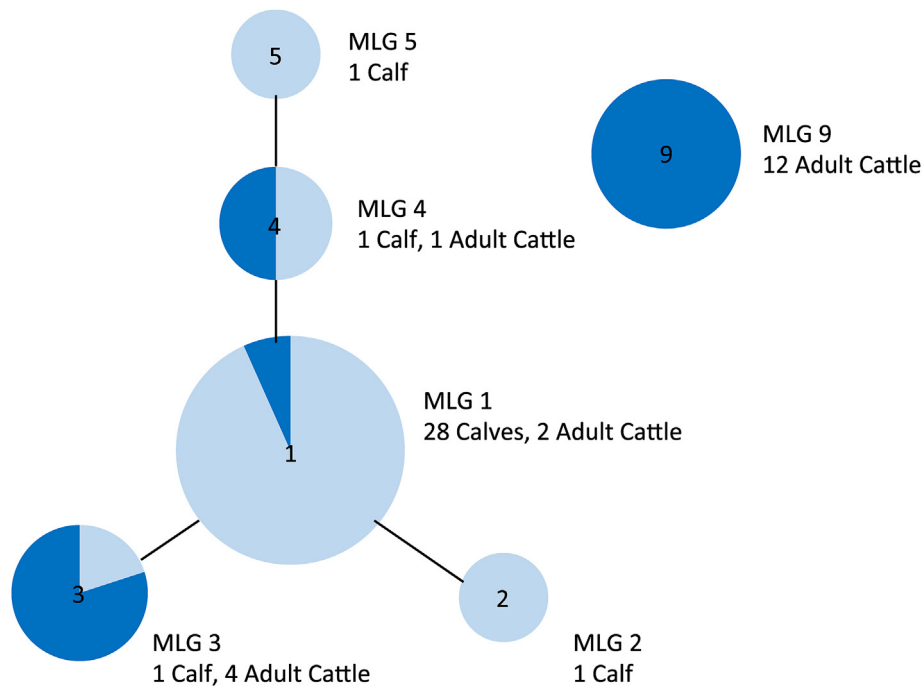 5
MLG 5
1 Calf
9
MLG 9
12 Adult Cattle
4
MLG 4
1 Calf, 1 Adult Cattle
1
MLG 1
28 Calves, 2 Adult Cattle
3
MLG 3
1 Calf, 4 Adult Cattle
2
MLG 2
1 Calf